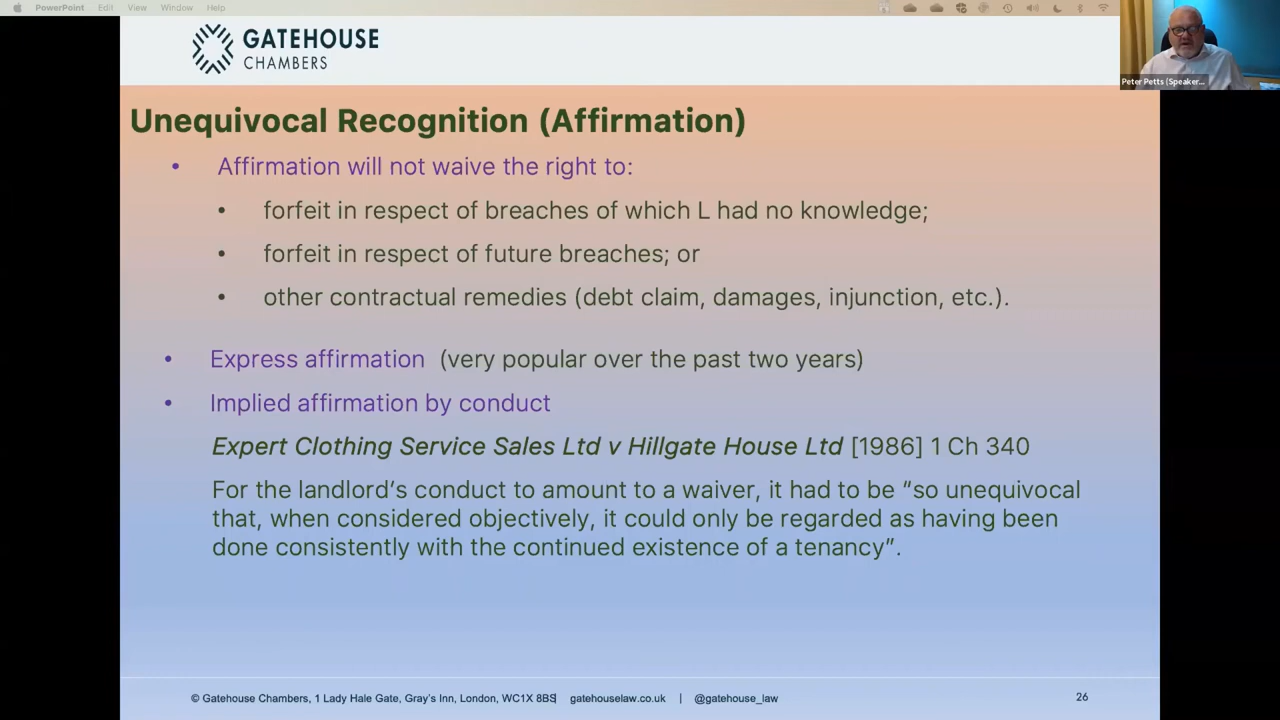 PowerPoint Edit View Window Help
GATEHOUSE
CHAMBERS
Peter Petts (Speaker...
Unequivocal Recognition (Affirmation)
• Affirmation will not waive the right to:
• forfeit in respect of breaches of which L had no knowledge;
• forfeit in respect of future breaches; or
• other contractual remedies (debt claim, damages, injunction, etc.).
• Express affirmation (very popular over the past two years)
• Implied affirmation by conduct
Expert Clothing Service Sales Ltd v Hillgate House Ltd [1986] 1 Ch 340
For the landlord’s conduct to amount to a waiver, it had to be “so unequivocal
that, when considered objectively, it could only be regarded as having been
done consistently with the continued existence of a tenancy”.
© Gatehouse Chambers, 1 Lady Hale Gate, Gray’s Inn, London, WC1X 8BS| gatehouselaw.co.uk | @gatehouse_law
26